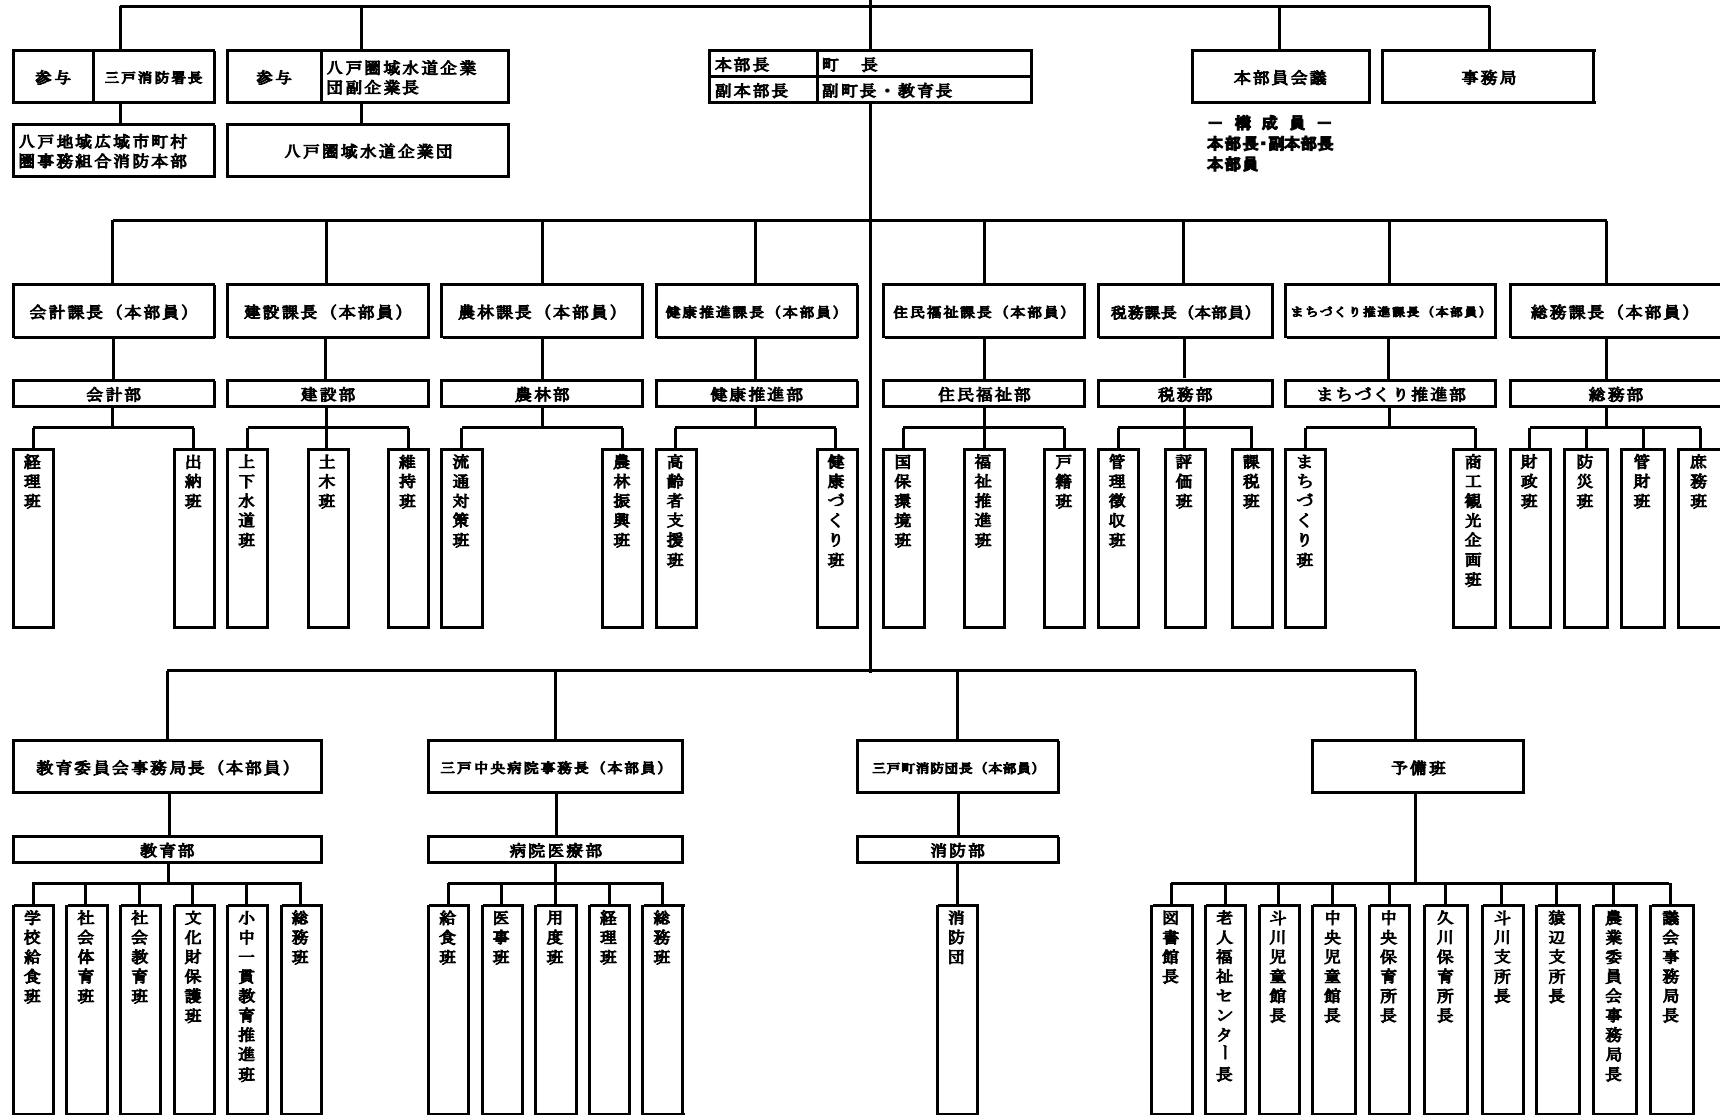 参与
三戸消防署長
参与
八戸圏域水道企業
団副企業長
本部長
町　長
副本部長
副町長・教育長
本部員会議
事務局
八戸地域広域市町村
圏事務組合消防本部
八戸圏域水道企業団
－ 構 成 員 －
本部長・副本部長
本部員
会計課長（本部員）
建設課長（本部員）
農林課長（本部員）
健康推進課長（本部員）
住民福祉課長（本部員）
税務課長（本部員）
まちづくり推進課長（本部員）
総務課長（本部員）
会計部
建設部
農林部
健康推進部
住民福祉部
税務部
まちづくり推進部
総務部
経理班
出納班
上下水道班
土木班
維持班
流通対策班
農林振興班
高齢者支援班
健康づくり班
国保環境班
福祉推進班
戸籍班
管理徴収班
評価班
課税班
まちづくり班
商工観光企画班
財政班
防災班
管財班
庶務班
教育委員会事務局長（本部員）
三戸中央病院事務長（本部員）
三戸町消防団長（本部員）
予備班
教育部
病院医療部
消防部
学校給食班
社会体育班
社会教育班
文化財保護班
小中一貫教育推進班
総務班
給食班
医事班
用度班
経理班
総務班
消防団
図書館長
老人福祉センター長
斗川児童館長
中央児童館長
中央保育所長
久川保育所長
斗川支所長
猿辺支所長
農業委員会事務局長
議会事務局長